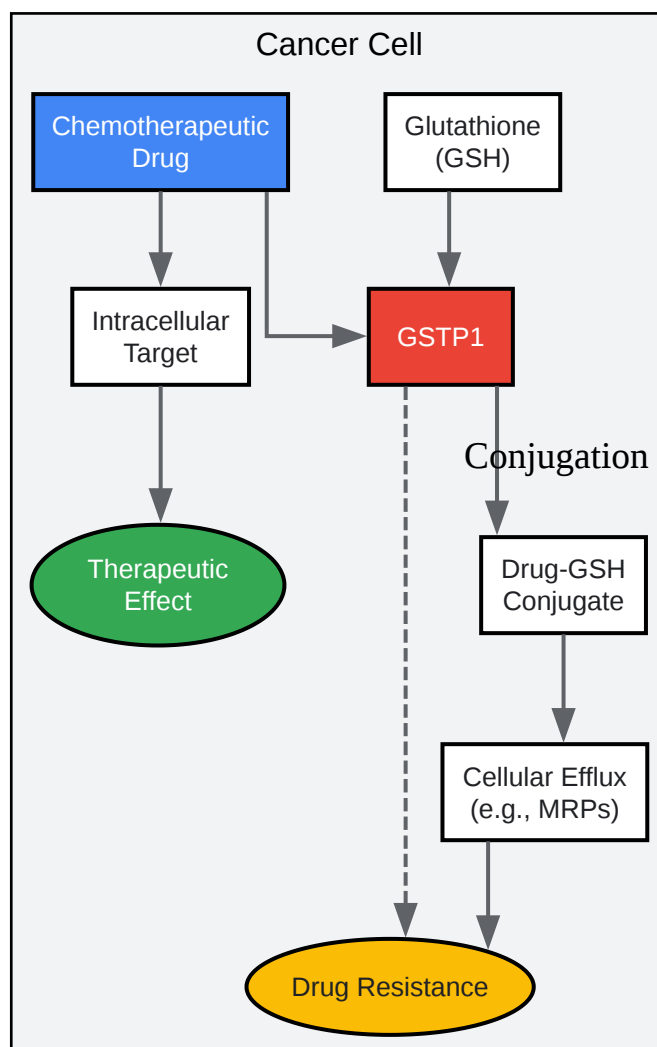 Cancer Cell
Chemotherapeutic
Drug
Glutathione
(GSH)
Intracellular
Target
GSTP1
Conjugation
Therapeutic
Effect
Drug-GSH
Conjugate
Cellular Efflux
(e.g., MRPs)
Drug Resistance